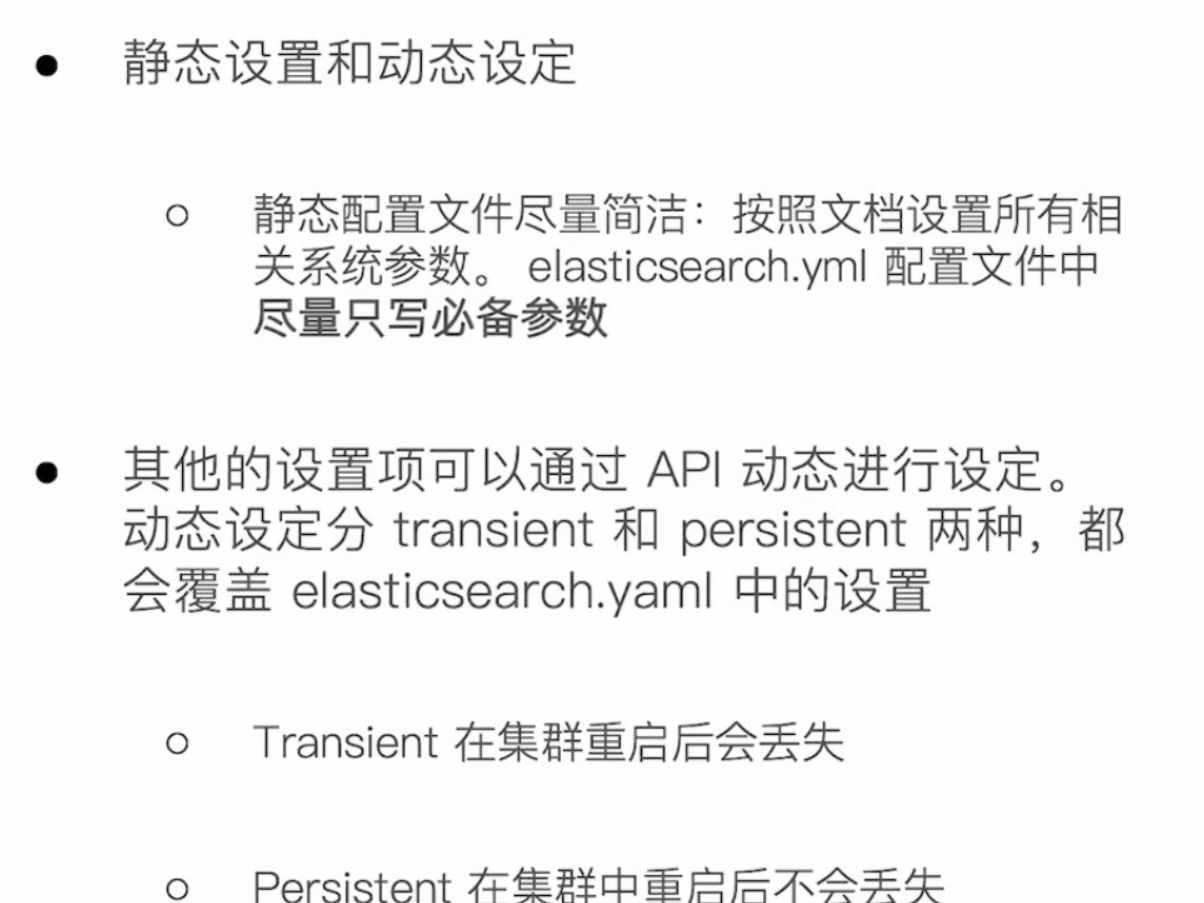 静态设置和动态设定
静态配置文件尽量简洁：按照文档设置所有相
关系统参数。 elasticsearch.yml 配置文件中
尽量只写必备参数
其他的设置项可以通过 API 动态进行设定。
动态设定分 transient 和 persistent 两种，都
会覆盖 elasticsearch.yaml 中的设置
Transient 在集群重启后会丢失
Persistent 在集群中重启后不会丢失